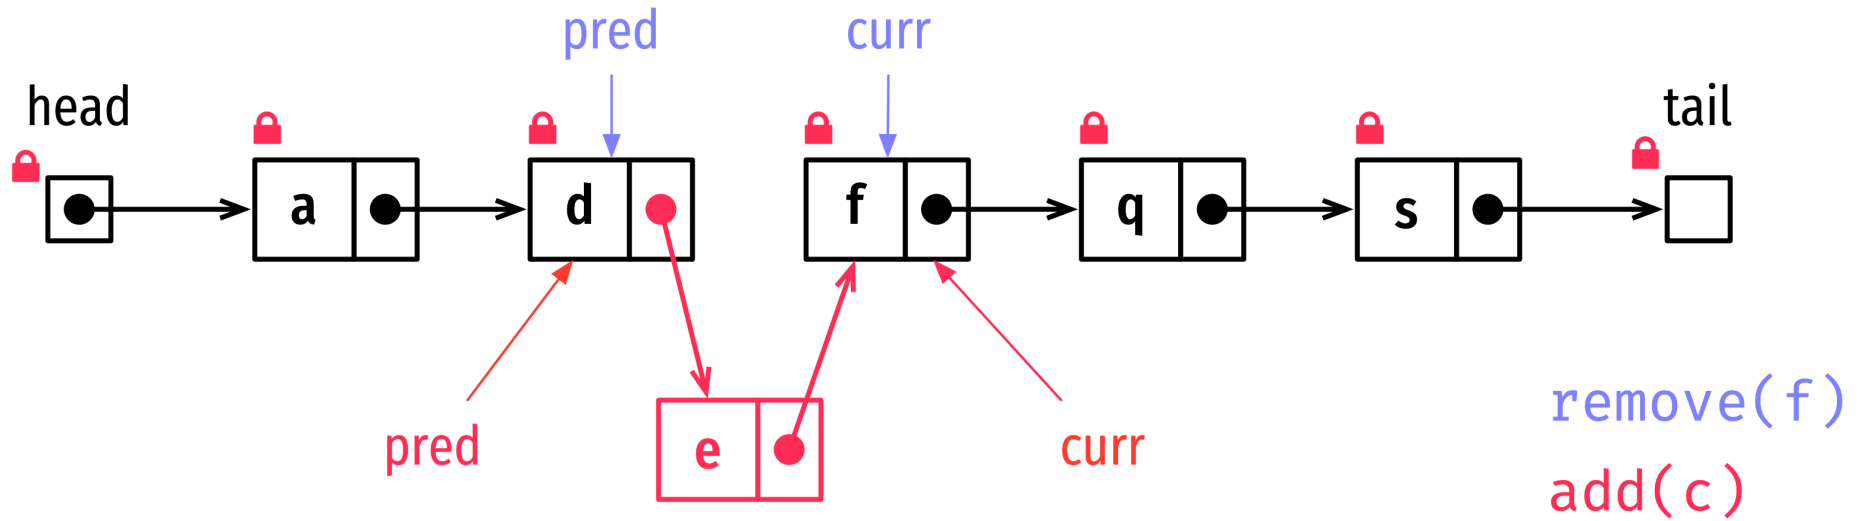 pred curr
head tail
a d f q s
pred e curr
remove(f)
add(c)